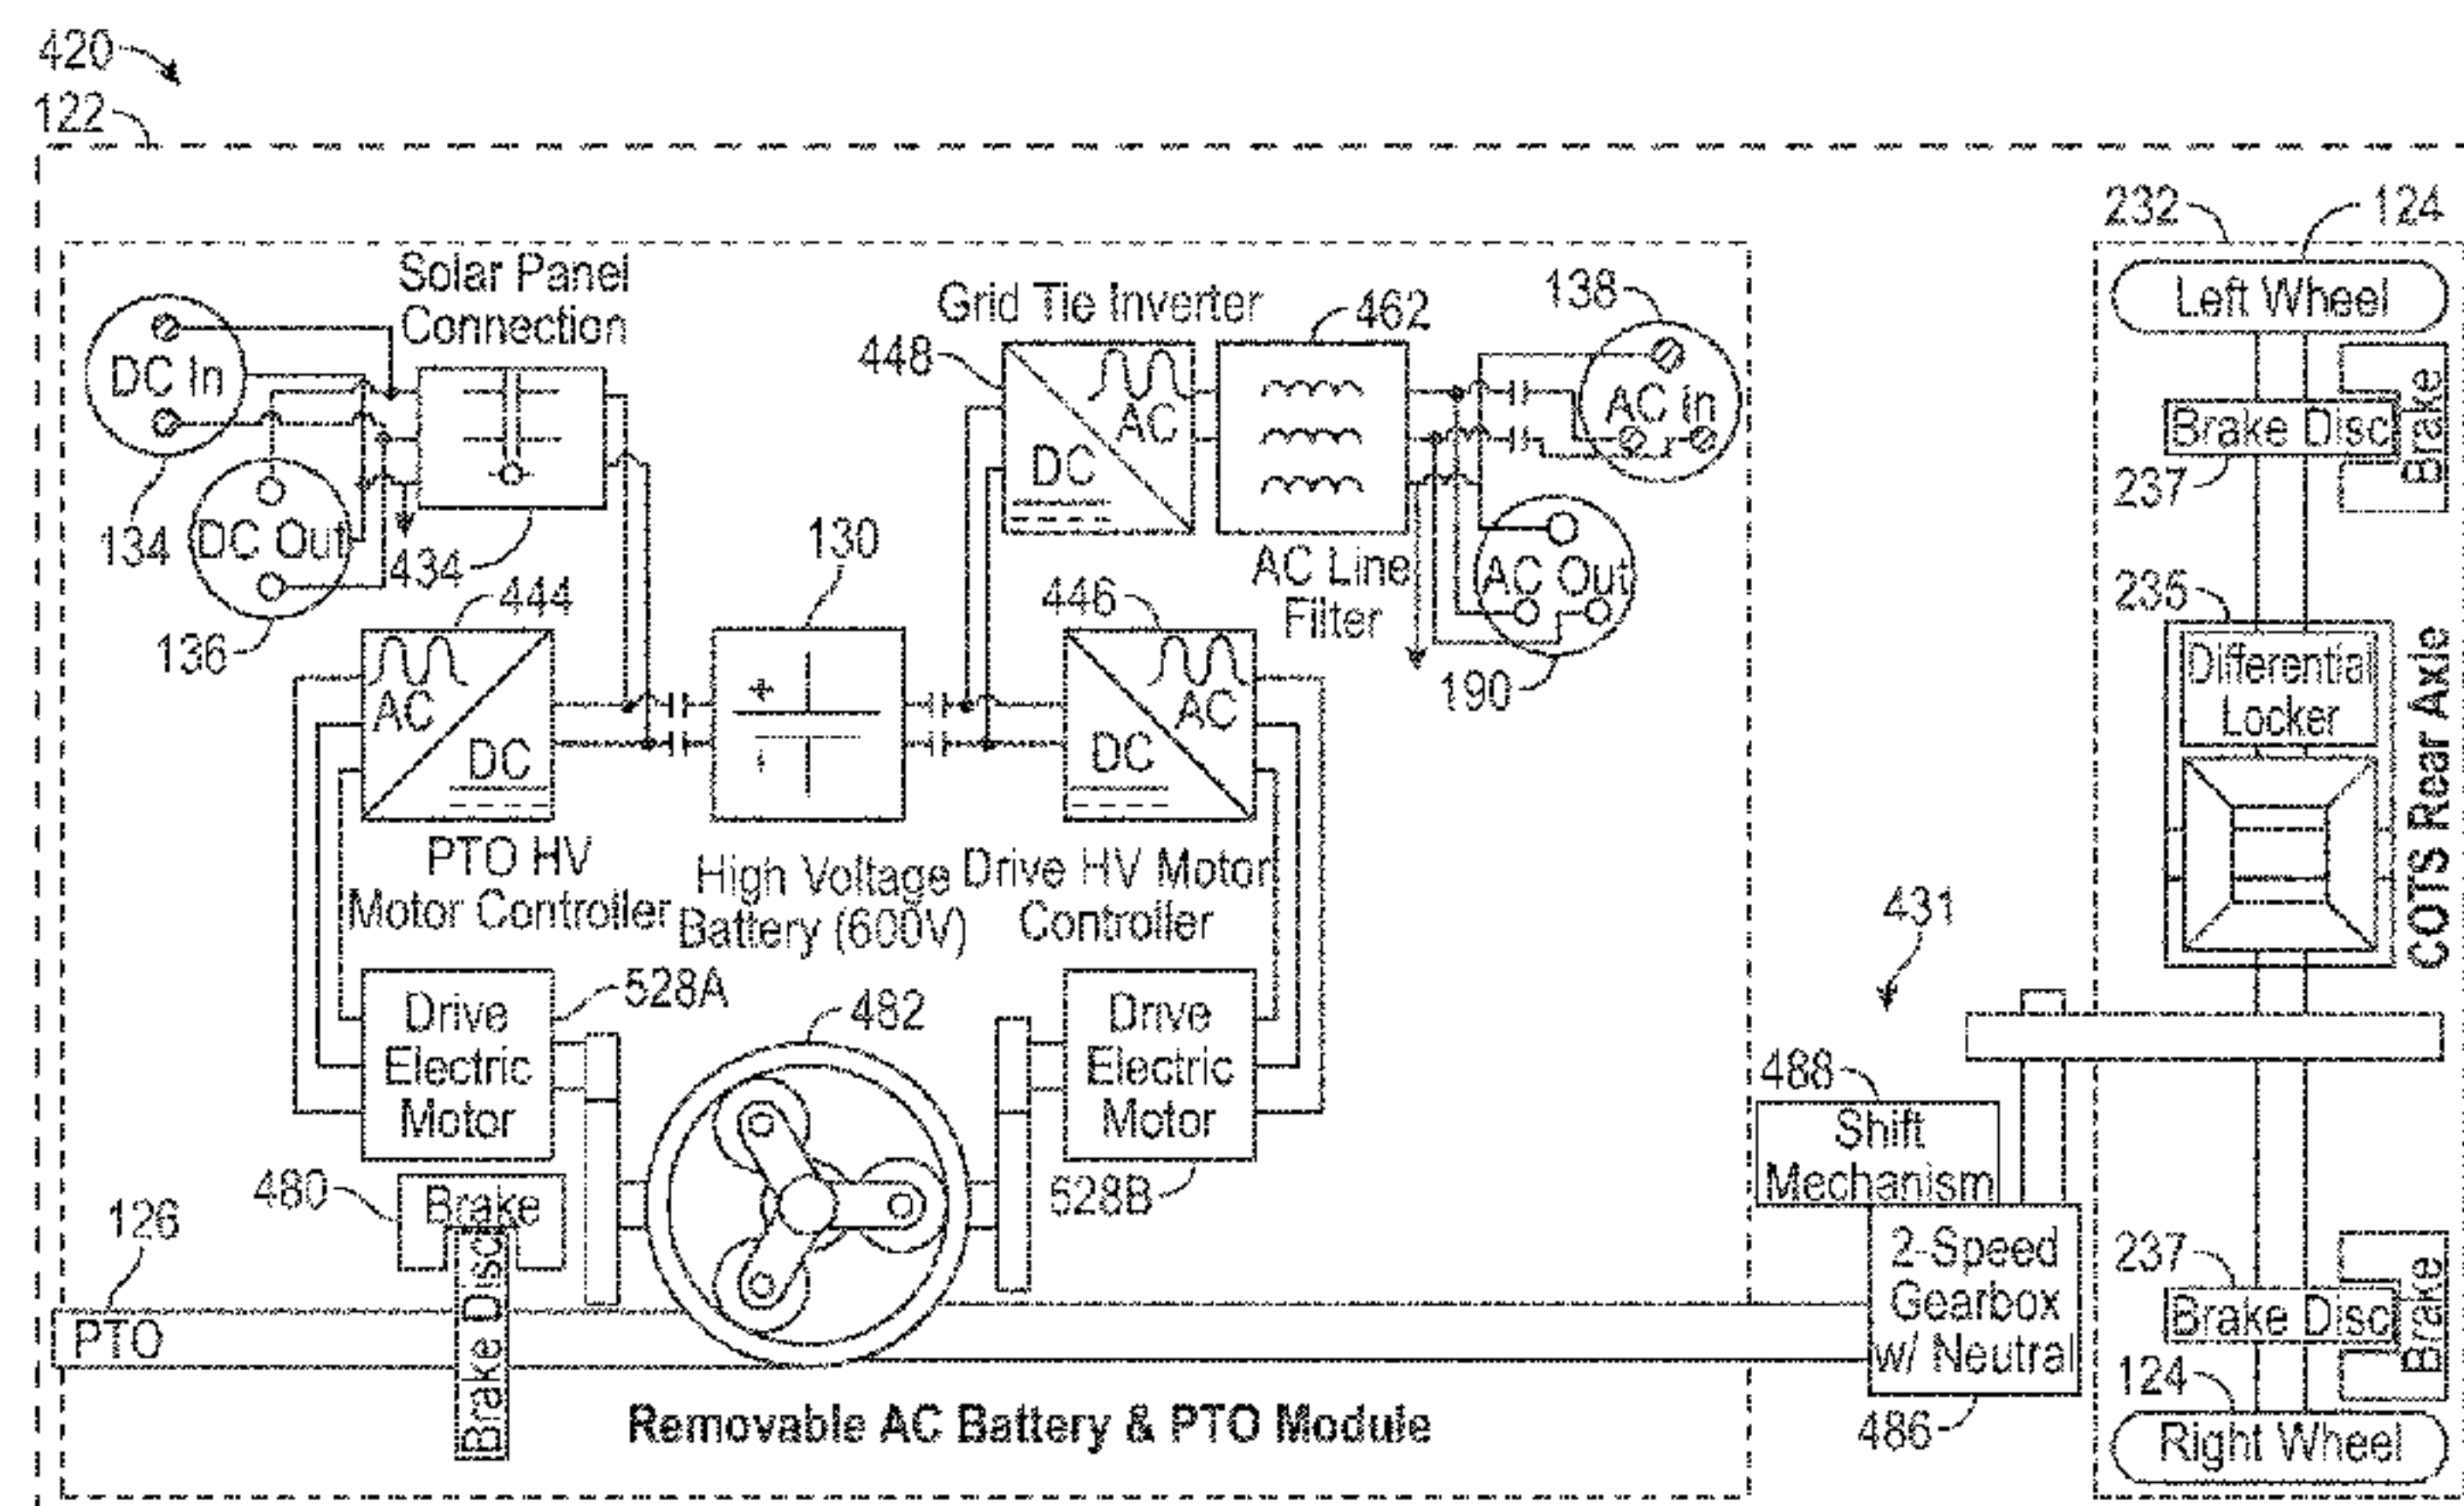 420
122
232
124
Left Wheel
Brake Disc
Brake
237
Solar Panel
Connection
DC In
134
DC Out
136
434
Grid Tie Inverter
448
AC
DC
462
AC Line
Filter
138
AC in
AC Out
190
444
AC
DC
PTO HV
Motor Controller
130
+
High Voltage
Battery (600V)
446
AC
DC
Drive HV Motor
Controller
235
Differential
Locker
COTS Rear Axle
528A
Drive
Electric
Motor
482
Drive
Electric
Motor
528B
431
488
Shift
Mechanism
480
Brake
Brake Disc
126
PTO
2-Speed
Gearbox
w/ Neutral
486
237
Brake Disc
Brake
124
Right Wheel
Removable AC Battery & PTO Module